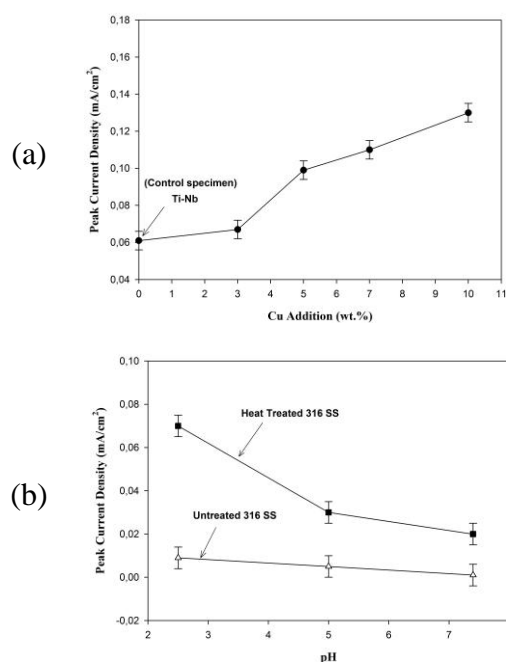 (a)
Peak Current Density (mA/cm²)
0,18
0,16
0,14
0,12
0,10
0,08
0,06
0,04
(Control specimen)
Ti-Nb
0 1 2 3 4 5 6 7 8 9 10 11
Cu Addition (wt.%)
(b)
Peak Current Density (mA/cm²)
0,10
0,08
0,06
0,04
0,02
0,00
-0,02
Heat Treated 316 SS
Untreated 316 SS
2 3 4 5 6 7
pH